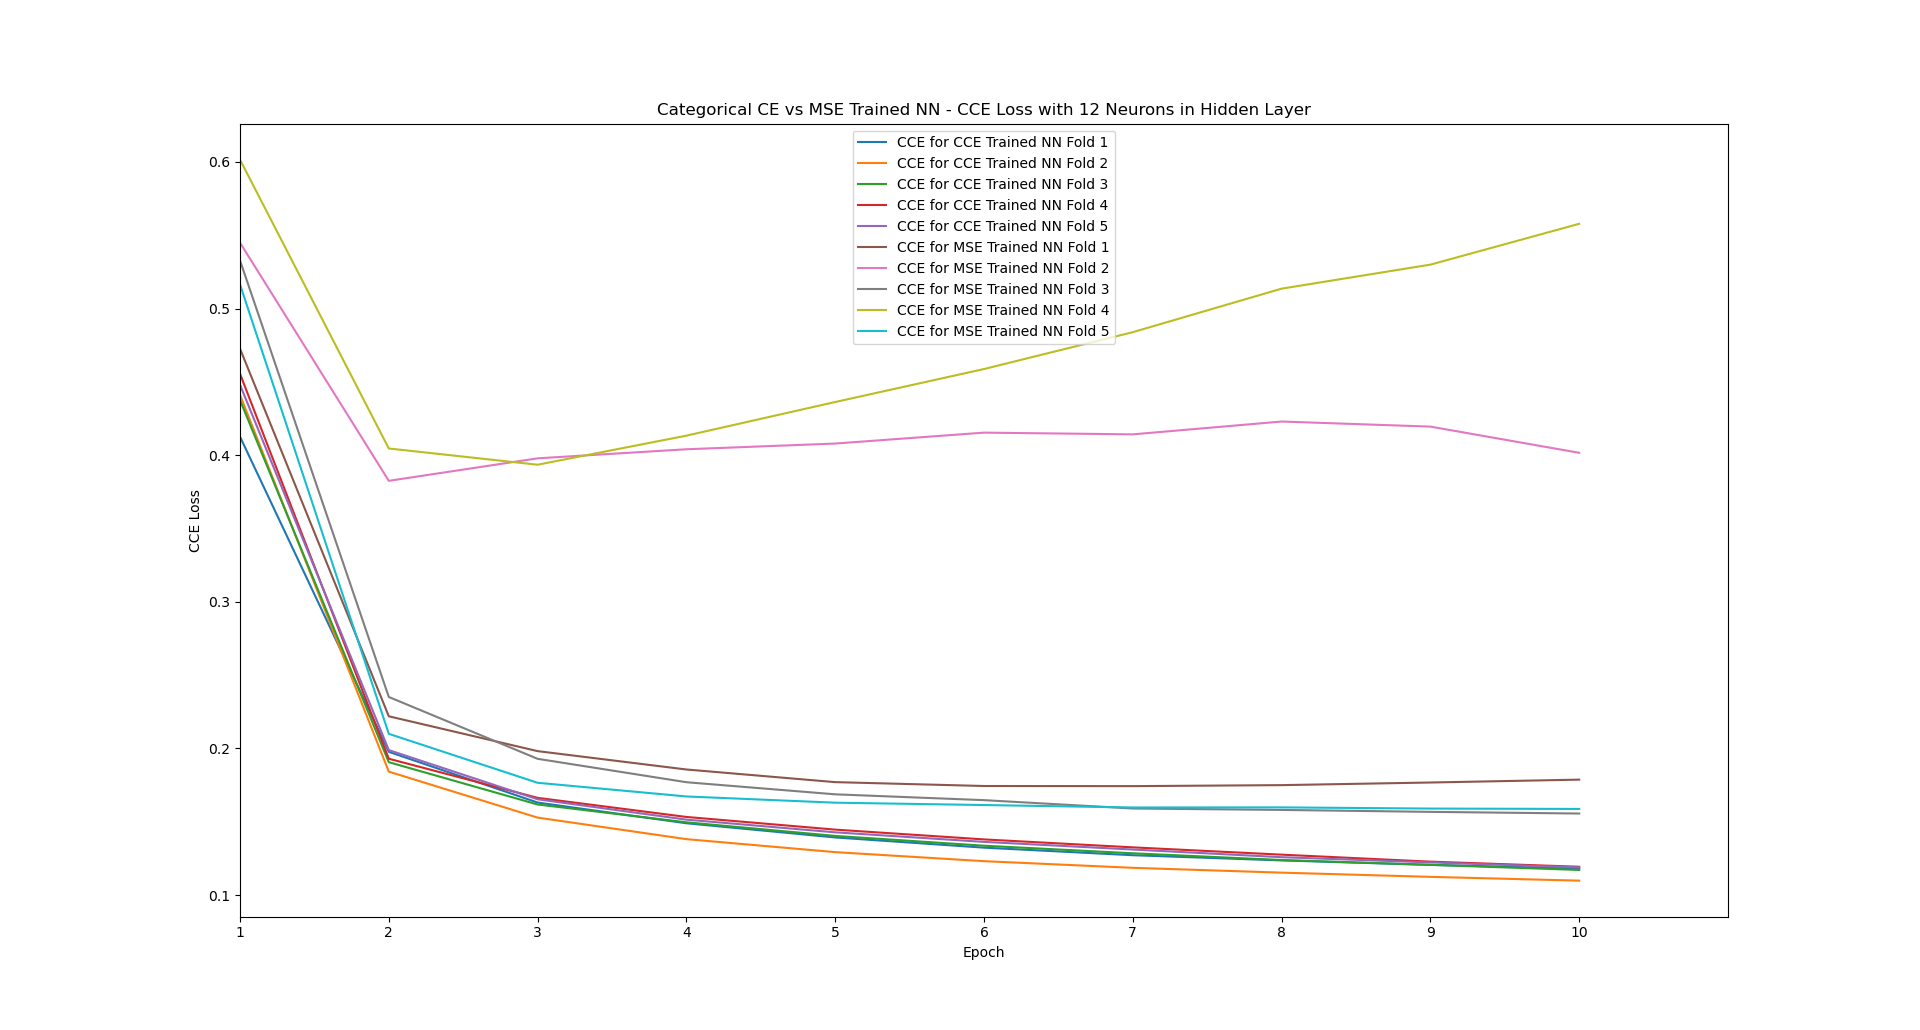 Categorical CE vs MSE Trained NN - CCE Loss with 12 Neurons in Hidden Layer
CCE for CCE Trained NN Fold 1
CCE for CCE Trained NN Fold 2
CCE for CCE Trained NN Fold 3
CCE for CCE Trained NN Fold 4
CCE for CCE Trained NN Fold 5
CCE for MSE Trained NN Fold 1
CCE for MSE Trained NN Fold 2
CCE for MSE Trained NN Fold 3
CCE for MSE Trained NN Fold 4
CCE for MSE Trained NN Fold 5
0.6
0.5
0.4
0.3
0.2
0.1
CCE Loss
1 2 3 4 5 6 7 8 9 10
Epoch